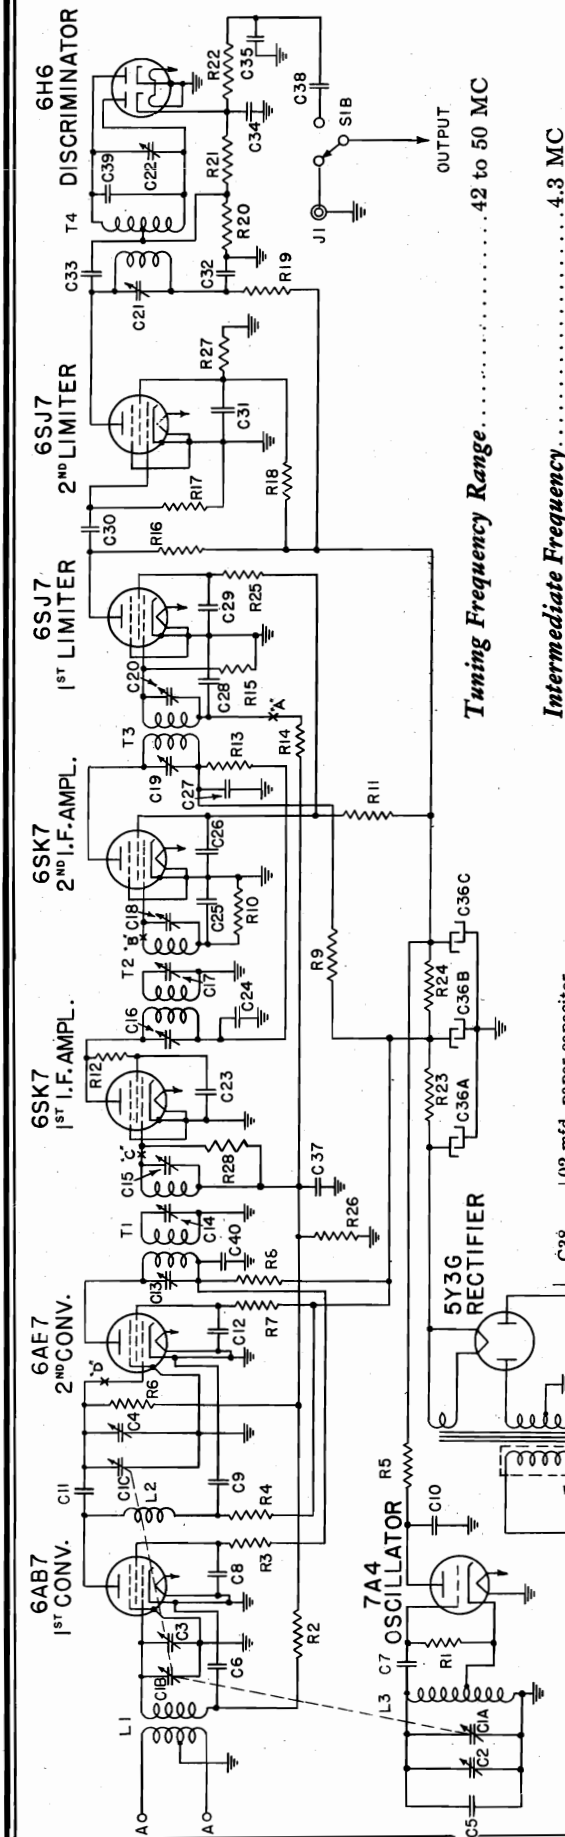 6AB7
1ST CONV.
6AB7
2ND CONV.
6SK7
1ST I.F. AMPL.
6SK7
2ND I.F. AMPL.
6SJ7
1ST LIMITER
6SJ7
2ND LIMITER
6H6
DISCRIMINATOR
A
A
L1
C1B
C3
C6
C8
R3
R2
C11
L2
C1C
C4
R6
"D"
C9
R4
C12
R7
C13
T1
C14
C40
R6
C15
"C"
R28
C37
R26
R12
C23
C16
T2
C17
C24
"B"
C18
C25
R10
C26
R9
C19
T3
C27
R13
C20
C28
R15
"A"
R14
C29
R25
R11
C30
R16
R17
C31
R27
R18
C33
C21
C32
R19
T4
C39
C22
R20
R21
C34
R22
C35
C38
S1B
J1
OUTPUT
7A4
OSCILLATOR
C5
C2
C1A
L3
C7
R1
C10
R5
5Y3G
RECTIFIER
R23
R24
C36A
C36B
C36C
Tuning Frequency Range..........42 to 50 MC
Intermediate Frequency..........4.3 MC